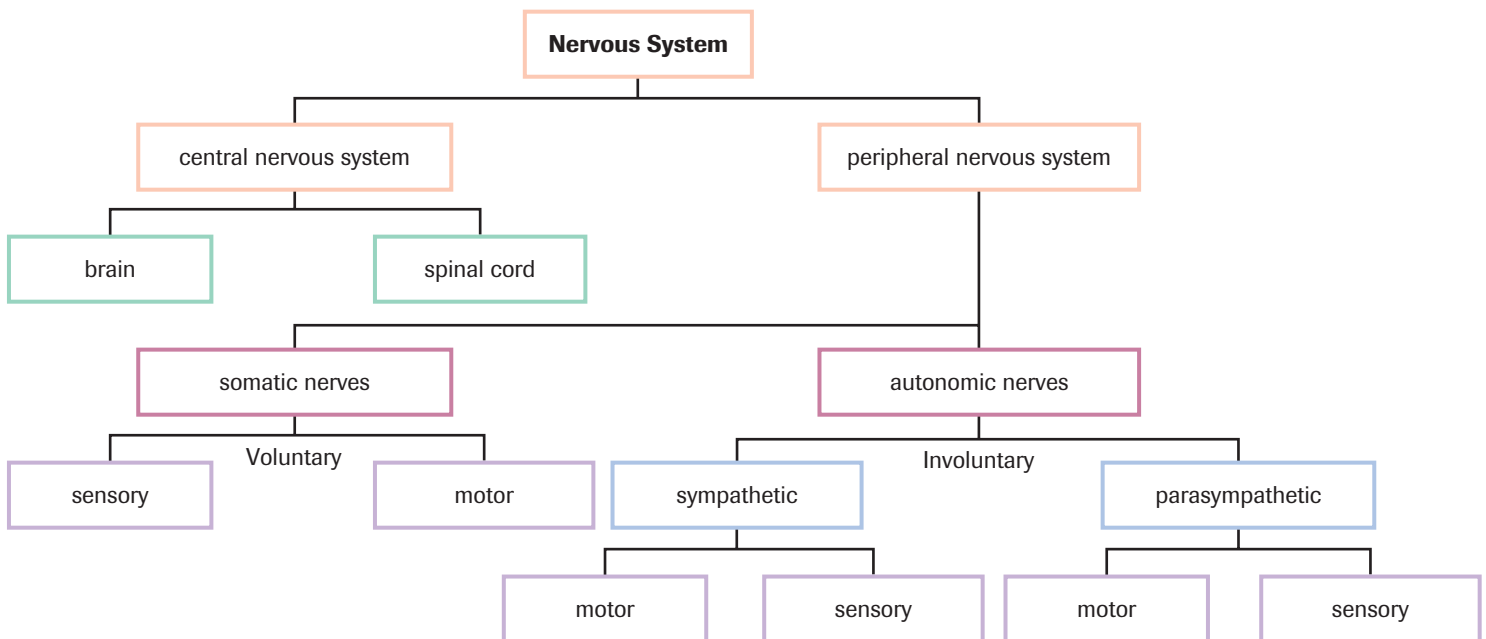 Nervous System
central nervous system
peripheral nervous system
brain
spinal cord
somatic nerves
autonomic nerves
Voluntary
Involuntary
sensory
motor
sympathetic
parasympathetic
motor
sensory
motor
sensory